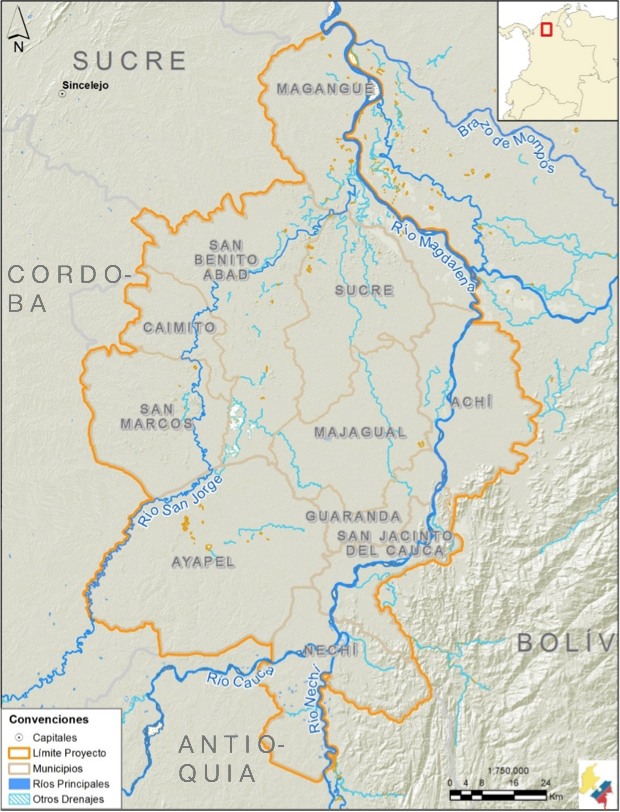 N
SUCRE
Sincelejo
MAGANGUÉ
Brazo de Mompós
Río Magdalena
SAN
BENITO
ABAD
SUCRE
CORDO-
BA
CAIMITO
ACHÍ
SAN
MARCOS
MAJAGUAL
Río San Jorge
GUARANDA
SAN JACINTO
DEL CAUCA
AYAPEL
BOLÍV
NECHÍ
Río Cauca
Río Nechí
ANTIO-
QUIA
Convenciones
Capitales
Límite Proyecto
Municipios
Ríos Principales
Otros Drenajes
1:750.000
0 4 8 16 24
Km